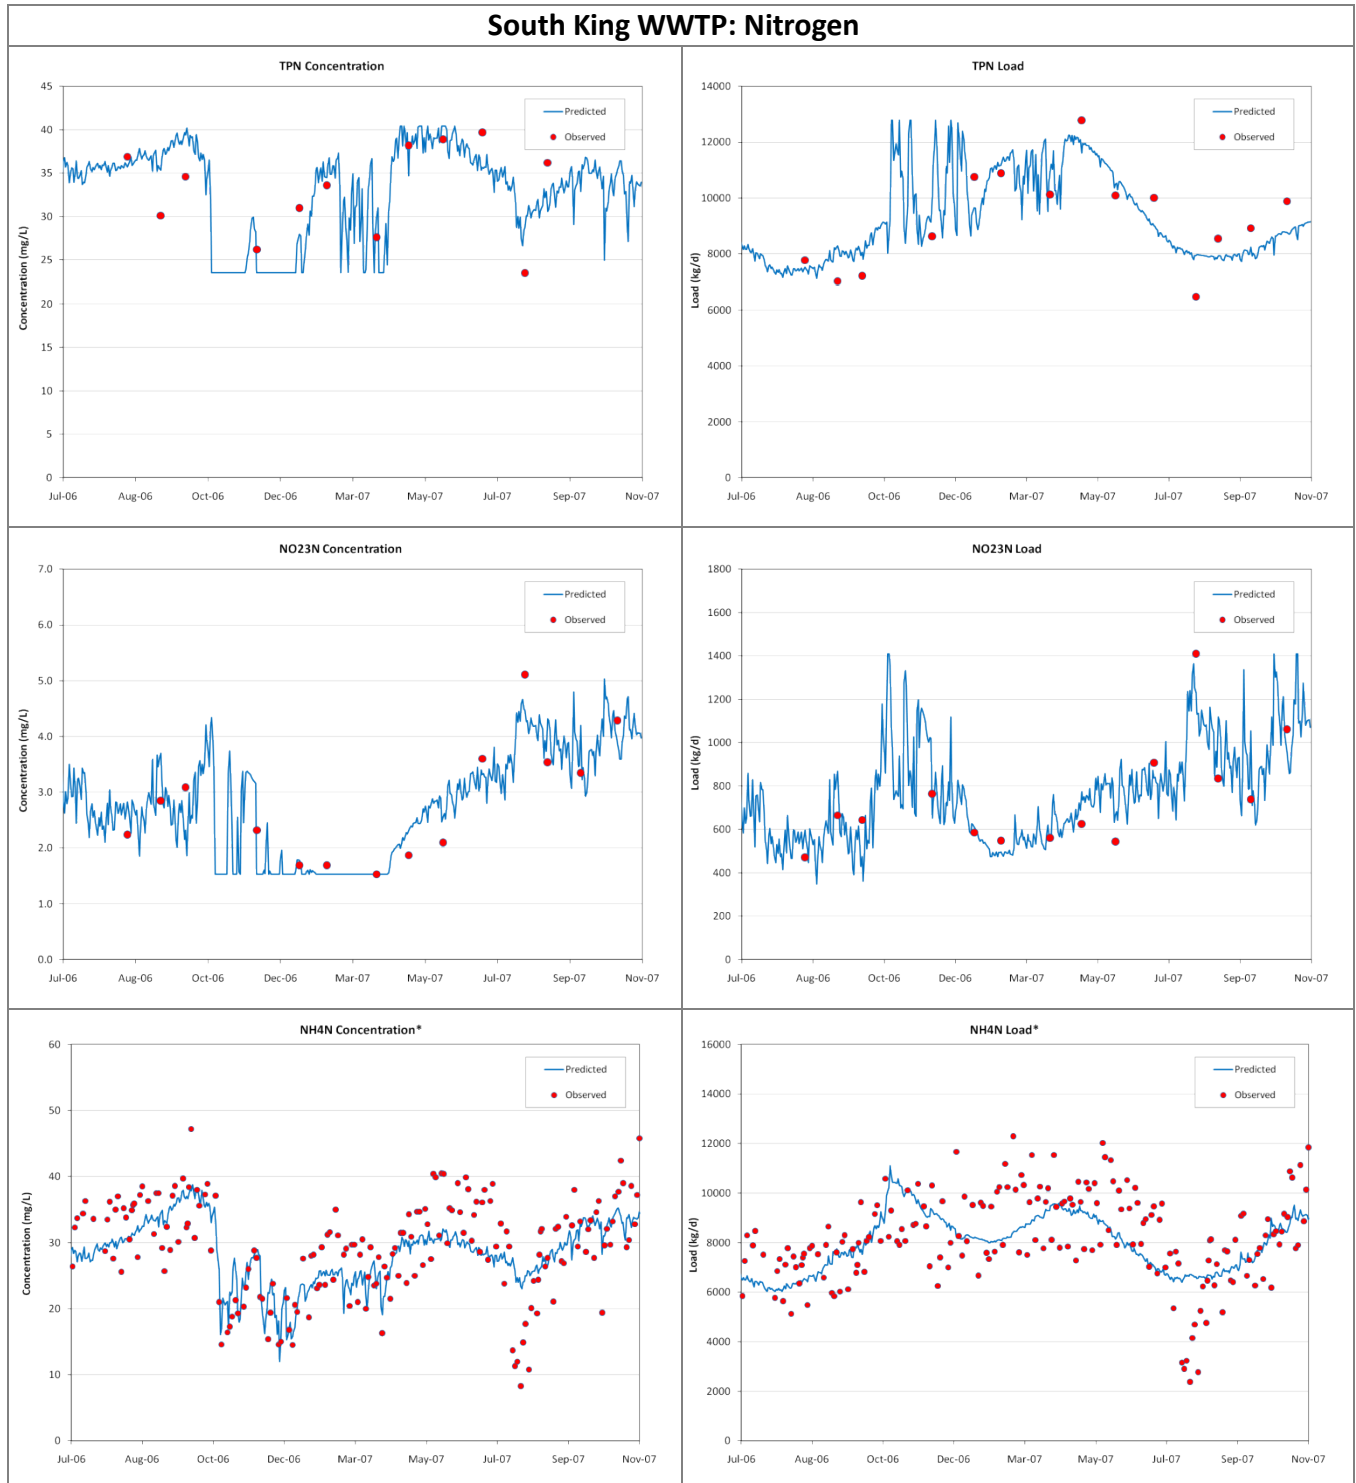 South King WWTP: Nitrogen
TPN Concentration
Concentration (mg/L)
45
40
35
30
25
20
15
10
5
0
Predicted
Observed
Jul-06 Aug-06 Oct-06 Dec-06 Mar-07 May-07 Jul-07 Sep-07 Nov-07
TPN Load
Load (kg/d)
14000
12000
10000
8000
6000
4000
2000
0
Predicted
Observed
Jul-06 Aug-06 Oct-06 Dec-06 Mar-07 May-07 Jul-07 Sep-07 Nov-07
NO23N Concentration
Concentration (mg/L)
7.0
6.0
5.0
4.0
3.0
2.0
1.0
0.0
Predicted
Observed
Jul-06 Aug-06 Oct-06 Dec-06 Mar-07 May-07 Jul-07 Sep-07 Nov-07
NO23N Load
Load (kg/d)
1800
1600
1400
1200
1000
800
600
400
200
0
Predicted
Observed
Jul-06 Aug-06 Oct-06 Dec-06 Mar-07 May-07 Jul-07 Sep-07 Nov-07
NH4N Concentration*
Concentration (mg/L)
60
50
40
30
20
10
0
Predicted
Observed
Jul-06 Aug-06 Oct-06 Dec-06 Mar-07 May-07 Jul-07 Sep-07 Nov-07
NH4N Load*
Load (kg/d)
16000
14000
12000
10000
8000
6000
4000
2000
0
Predicted
Observed
Jul-06 Aug-06 Oct-06 Dec-06 Mar-07 May-07 Jul-07 Sep-07 Nov-07